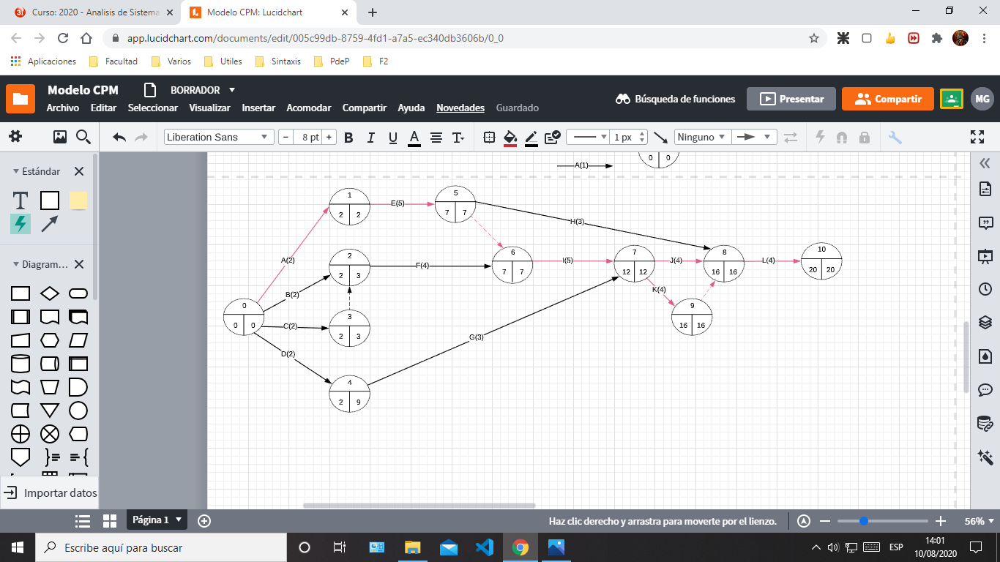 Curso: 2020 - Analisis de Sistema
Modelo CPM: Lucidchart
app.lucidchart.com/documents/edit/005c99db-8759-4fd1-a7a5-ec340db3606b/0_0
Aplicaciones
Facultad
Varios
Utiles
Sintaxis
PdeP
F2
Modelo CPM
BORRADOR
Archivo
Editar
Seleccionar
Visualizar
Insertar
Acomodar
Compartir
Ayuda
Novedades
Guardado
Búsqueda de funciones
Presentar
Compartir
MG
Liberation Sans
8 pt
B
I
U
A
T
1 px
Ninguno
Estándar
T
Diagram...
Importar datos
A(1)
0 0
1
2 2
E(5)
5
7 7
H(3)
A(2)
2
2 3
F(4)
6
7 7
I(5)
7
12 12
J(4)
8
16 16
L(4)
10
20 20
B(2)
K(4)
0
0 0
C(2)
3
2 3
9
16 16
G(3)
D(2)
4
2 9
Página 1
Haz clic derecho y arrastra para moverte por el lienzo.
56%
Escribe aquí para buscar
ESP
14:01
10/08/2020